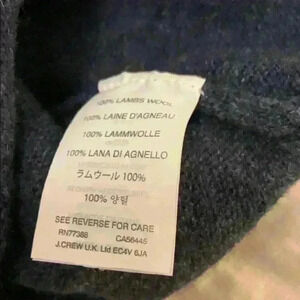 100% LAMBS WOOL
100% LAINE D'AGNEAU
100% LAMMWOLLE
100% LANA DI AGNELLO
ラムウール 100%
100% 양털
SEE REVERSE FOR CARE
RN77388 CA56445
J.CREW U.K. Ltd EC4V 6JA